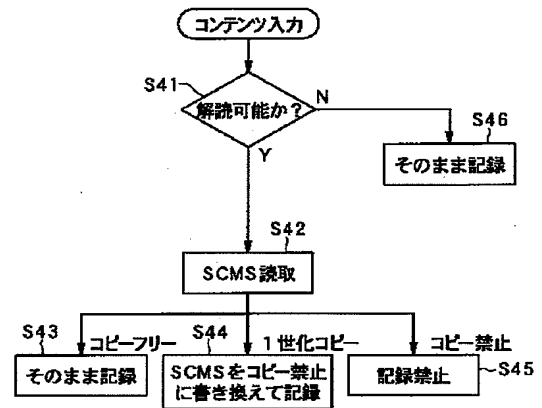 コンテンツ入力
S41
解読可能か?
N
Y
S46
そのまま記録
S42
SCMS読取
S43
コピーフリー
そのまま記録
S44
1世化コピー
SCMSをコピー禁止
に書き換えて記録
コピー禁止
記録禁止
S45